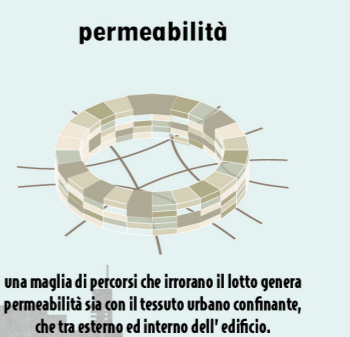 permeabilità
una maglia di percorsi che irrorano il lotto genera
permeabilità sia con il tessuto urbano confinante,
che tra esterno ed interno dell' edificio.